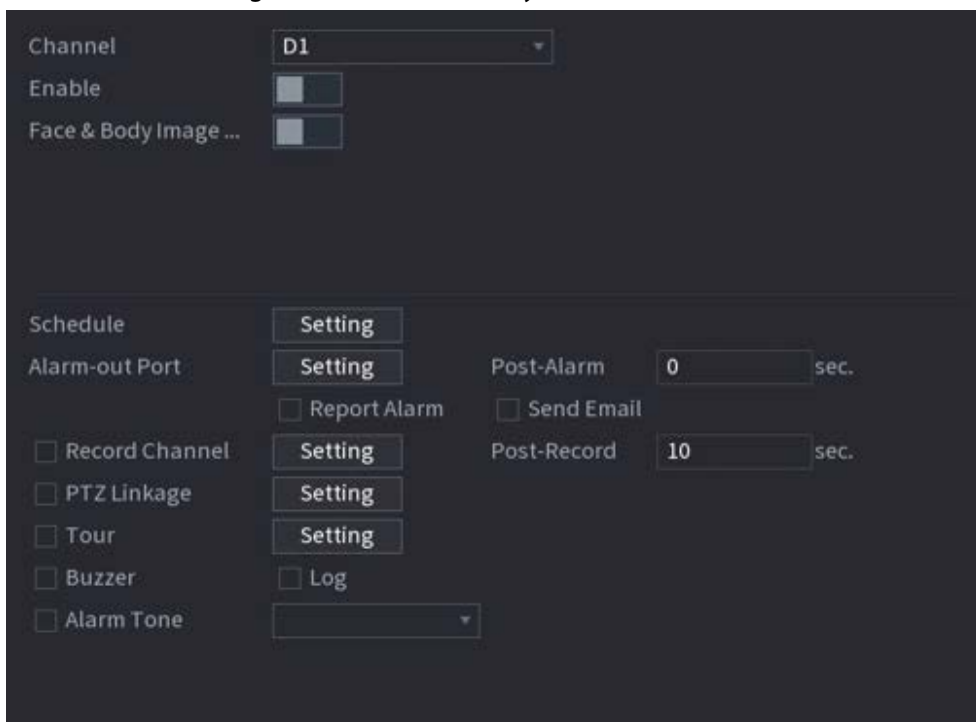 Channel D1
Enable
Face & Body Image ...
Schedule Setting
Alarm-out Port Setting Post-Alarm 0 sec.
Report Alarm Send Email
Record Channel Setting Post-Record 10 sec.
PTZ Linkage Setting
Tour Setting
Buzzer Log
Alarm Tone